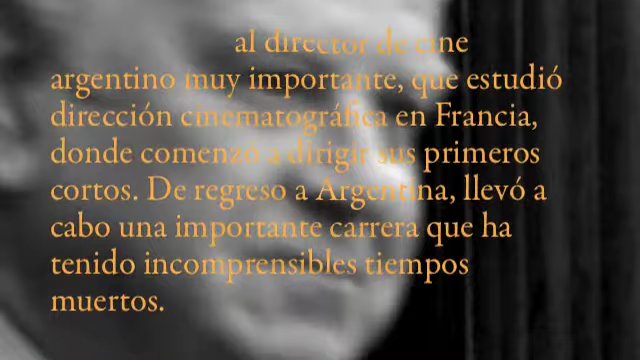 al director de cine
argentino muy importante, que estudió
dirección cinematográfica en Francia,
donde comenzó a dirigir sus primeros
cortos. De regreso a Argentina, llevó a
cabo una importante carrera que ha
tenido incomprensibles tiempos
muertos.